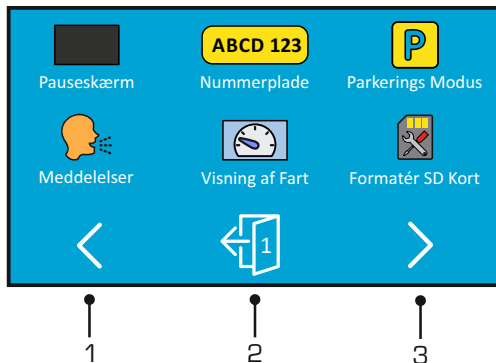 ABCD 123
P
Pauseskærm
Nummerplade
Parkerings Modus
Meddelelser
Visning af Fart
Formatér SD Kort
1
1
2
3